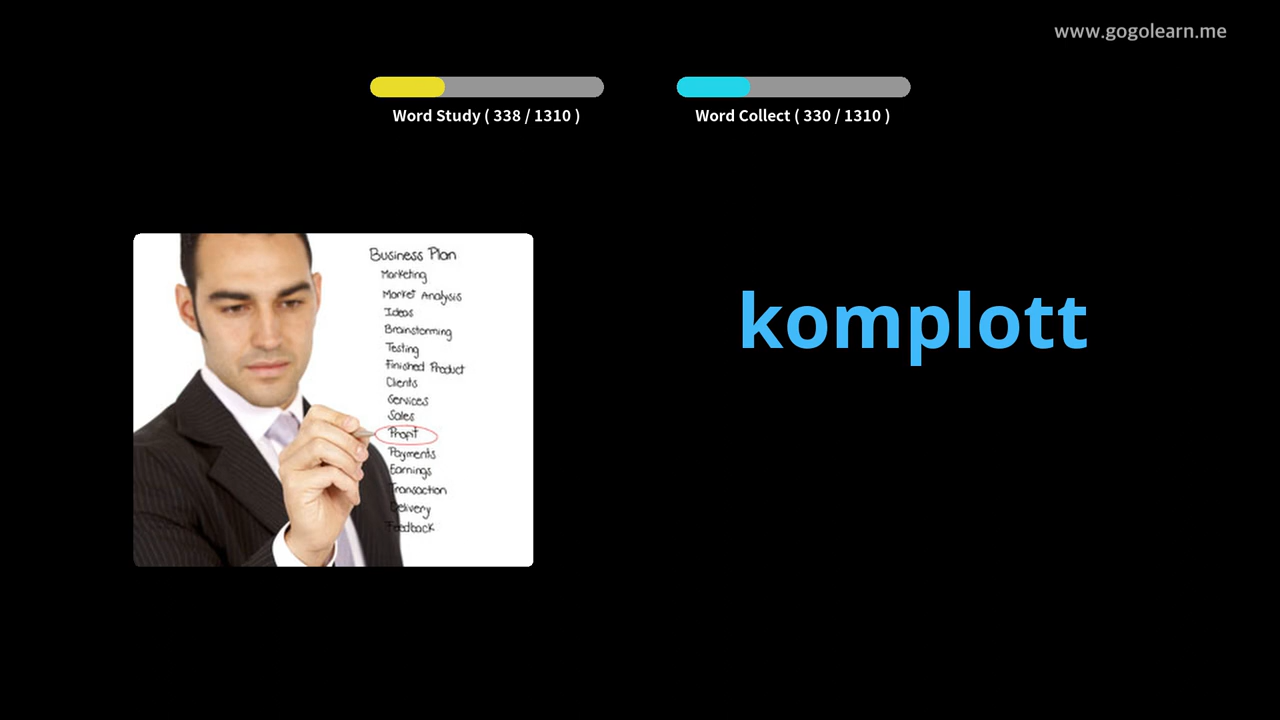 www.gogolearn.me
Word Study ( 338 / 1310 )
Word Collect ( 330 / 1310 )
Business Plan
Marketing
Market Analysis
Ideas
Brainstorming
Testing
Finished Product
Clients
Services
Sales
Profit
Payments
Earnings
Transaction
Delivery
Feedback
komplott